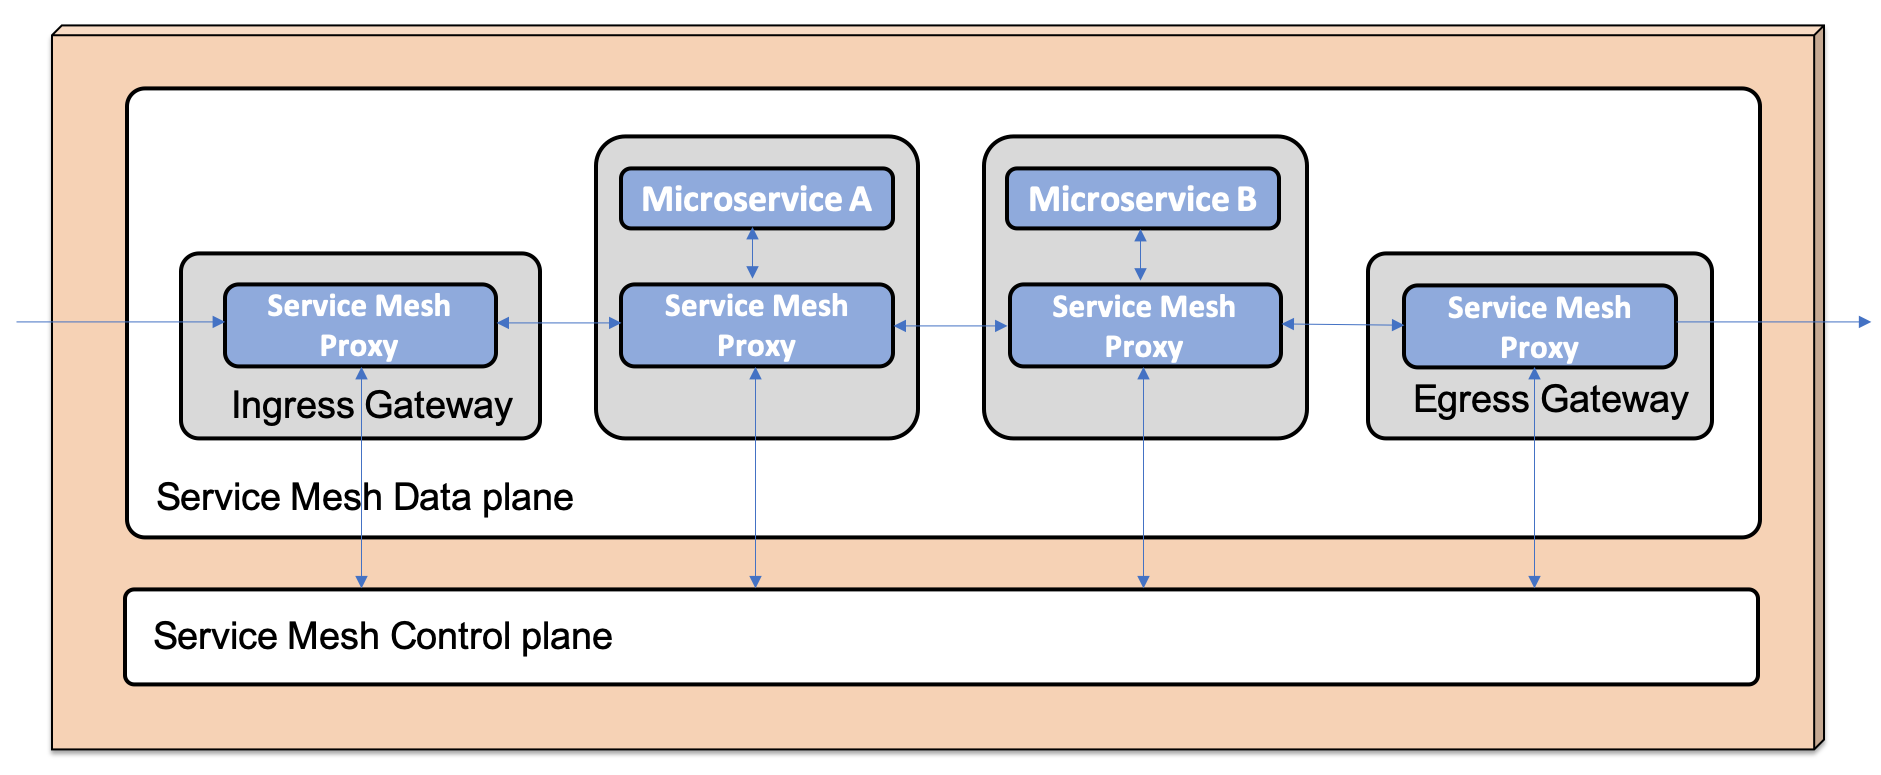 Microservice A
Microservice B
Service Mesh
Proxy
Service Mesh
Proxy
Service Mesh
Proxy
Service Mesh
Proxy
Ingress Gateway
Egress Gateway
Service Mesh Data plane
Service Mesh Control plane